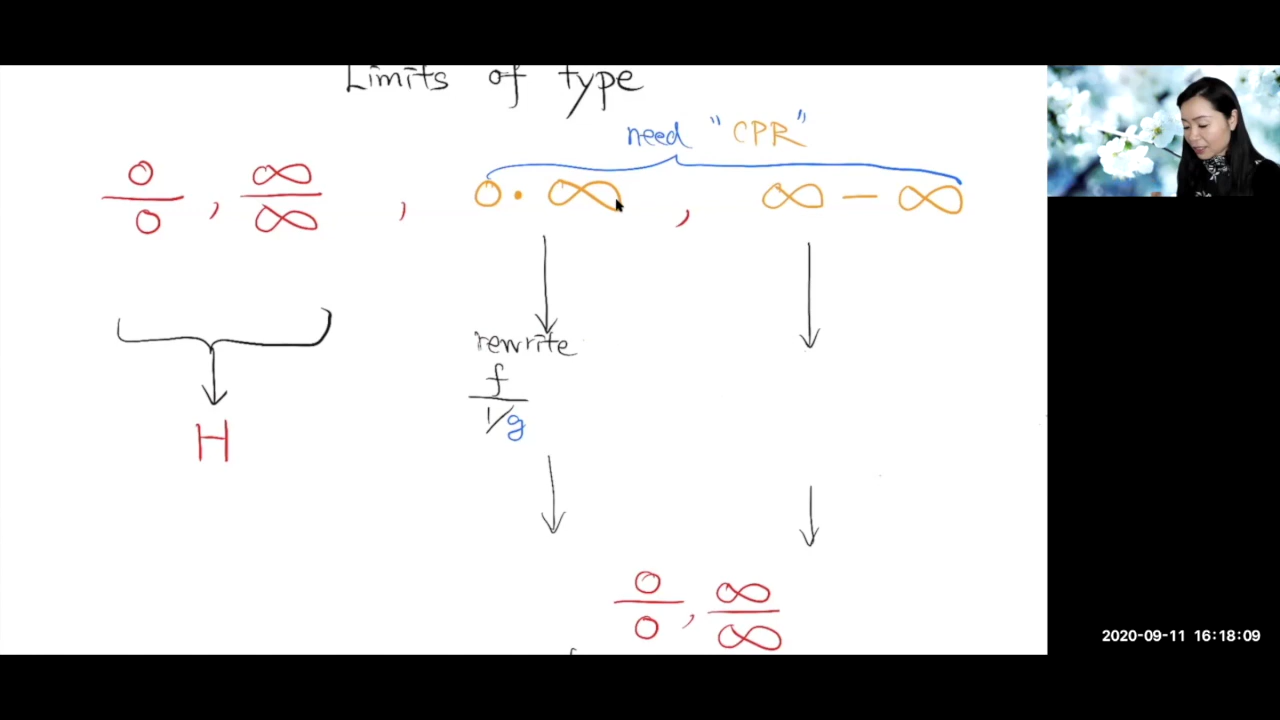 Limits of type
need "CPR"
0/0 , ∞/∞ , 0 · ∞ , ∞ − ∞
rewrite
f
1/g
H
0/0 , ∞/∞
2020-09-11 16:18:09